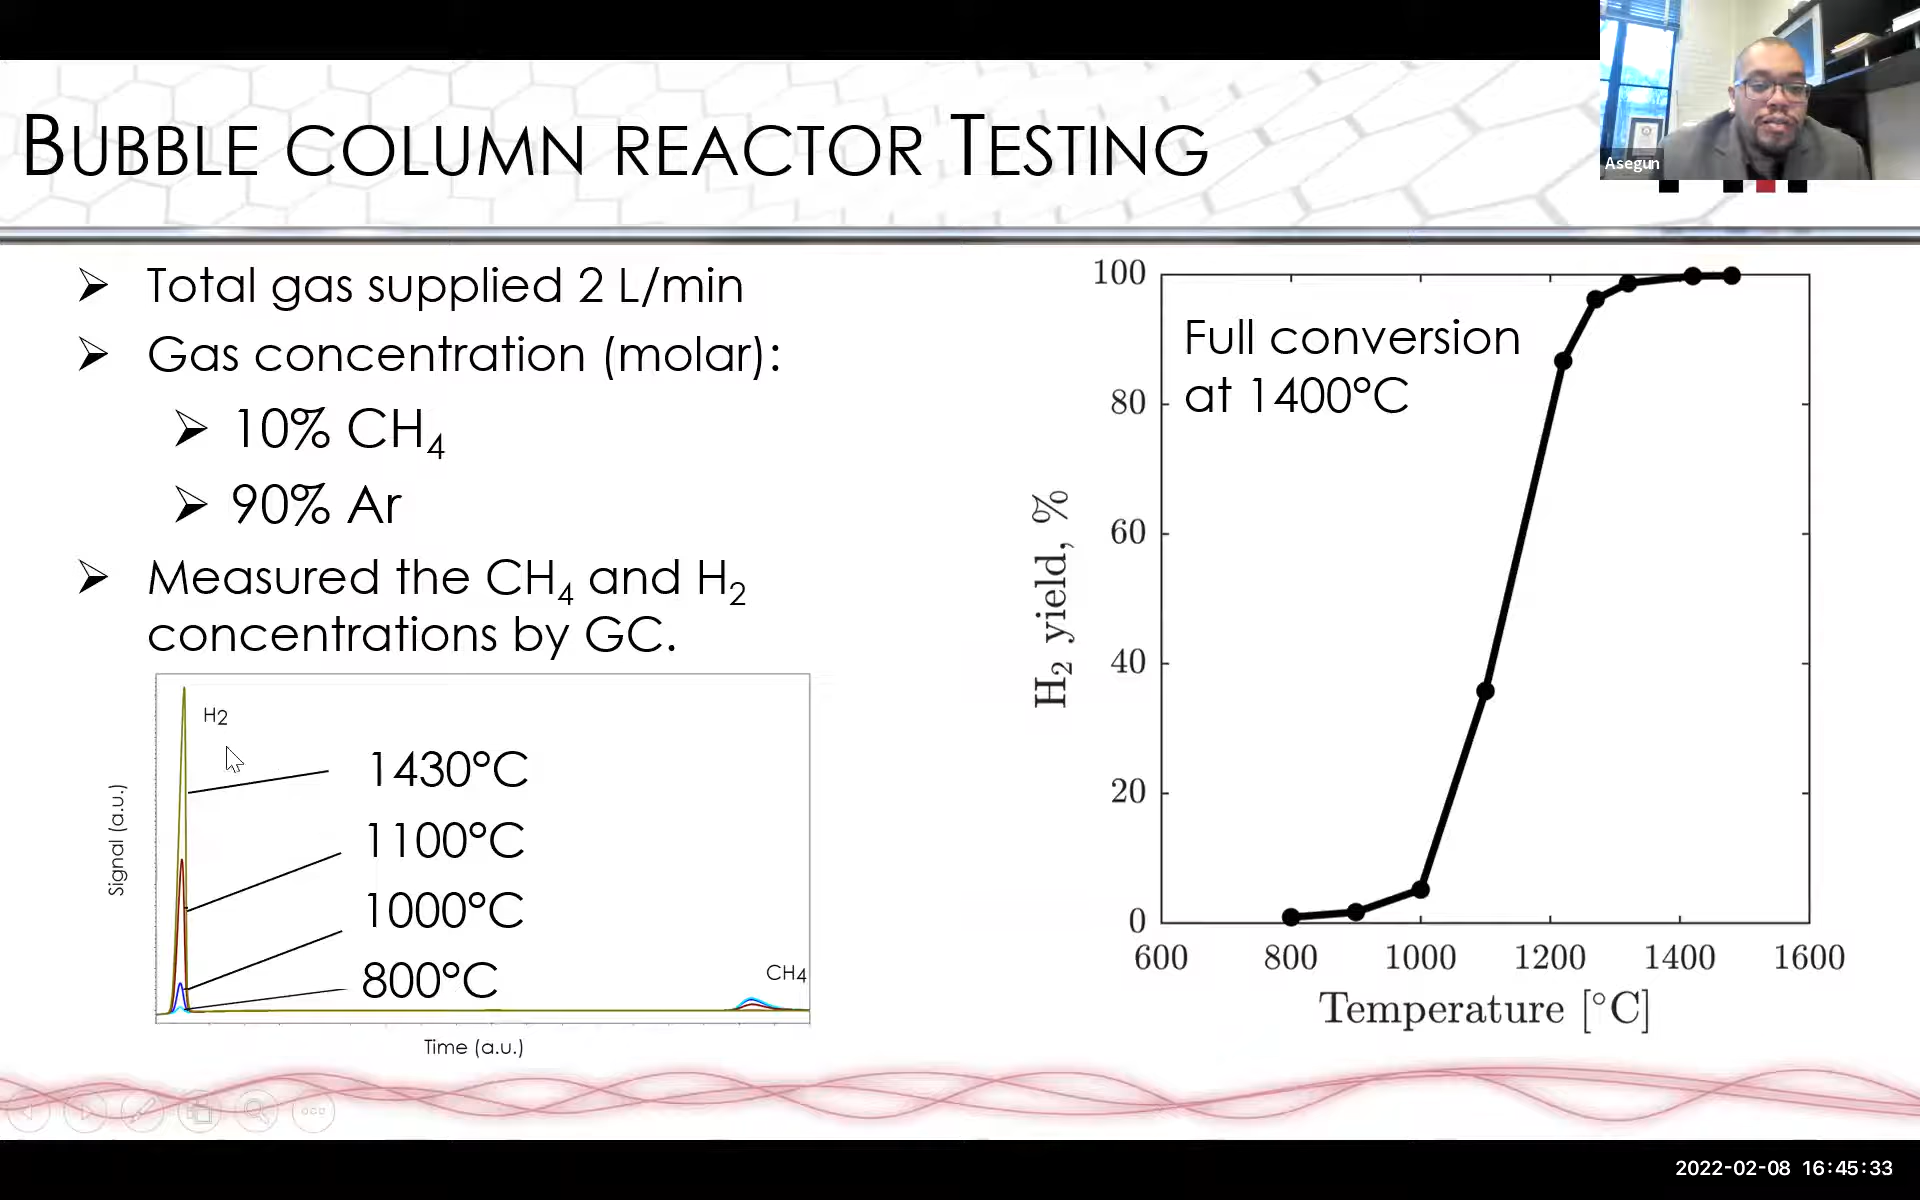 BUBBLE COLUMN REACTOR TESTING
Asegun
Total gas supplied 2 L/min
Gas concentration (molar):
10% CH4
90% Ar
Measured the CH4 and H2
concentrations by GC.
H2
1430°C
1100°C
1000°C
800°C
CH4
Signal (a.u.)
Time (a.u.)
Full conversion
at 1400°C
100
80
60
40
20
0
H2 yield, %
600 800 1000 1200 1400 1600
Temperature [°C]
2022-02-08 16:45:33